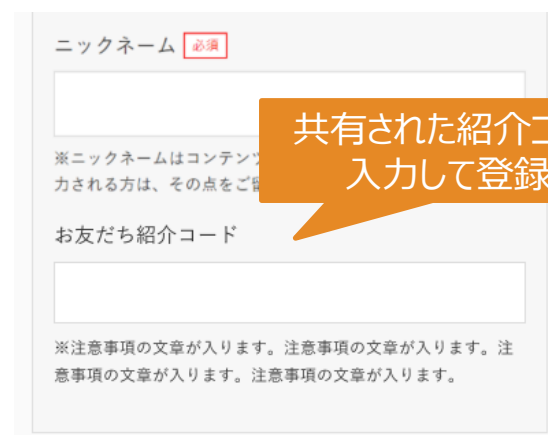 ニックネーム 必須
共有された紹介コ
入力して登録
※ニックネームはコンテンツ
力される方は、その点をご留
お友だち紹介コード
※注意事項の文章が入ります。注意事項の文章が入ります。注
意事項の文章が入ります。注意事項の文章が入ります。